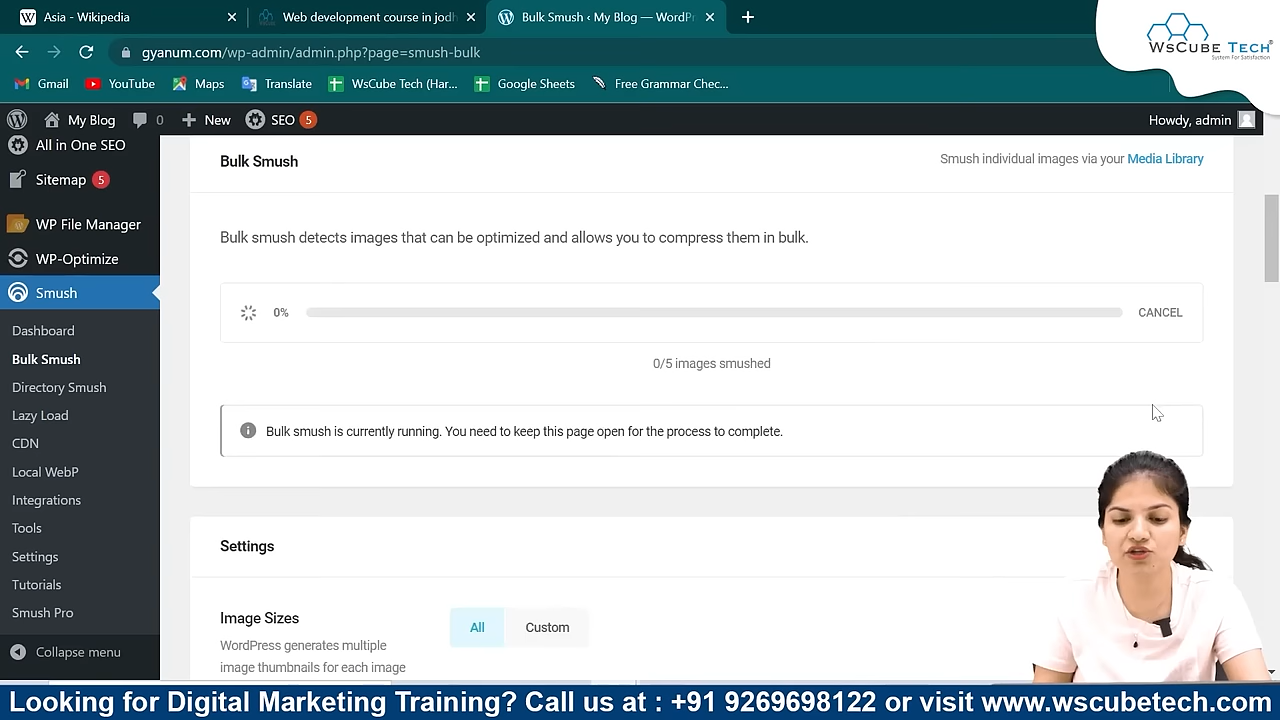 Asia - Wikipedia
Web development course in jodh
Bulk Smush ‹ My Blog — WordPr
WsCube Tech
System For Satisfaction
gyanum.com/wp-admin/admin.php?page=smush-bulk
Gmail
YouTube
Maps
Translate
WsCube Tech (Har...
Google Sheets
Free Grammar Chec...
My Blog
0
New
SEO 5
Howdy, admin
All in One SEO
Sitemap 5
WP File Manager
WP-Optimize
Smush
Dashboard
Bulk Smush
Directory Smush
Lazy Load
CDN
Local WebP
Integrations
Tools
Settings
Tutorials
Smush Pro
Collapse menu
Bulk Smush
Smush individual images via your Media Library
Bulk smush detects images that can be optimized and allows you to compress them in bulk.
0%
CANCEL
0/5 images smushed
Bulk smush is currently running. You need to keep this page open for the process to complete.
Settings
Image Sizes
All
Custom
WordPress generates multiple
image thumbnails for each image
Looking for Digital Marketing Training? Call us at : +91 9269698122 or visit www.wscubetech.com